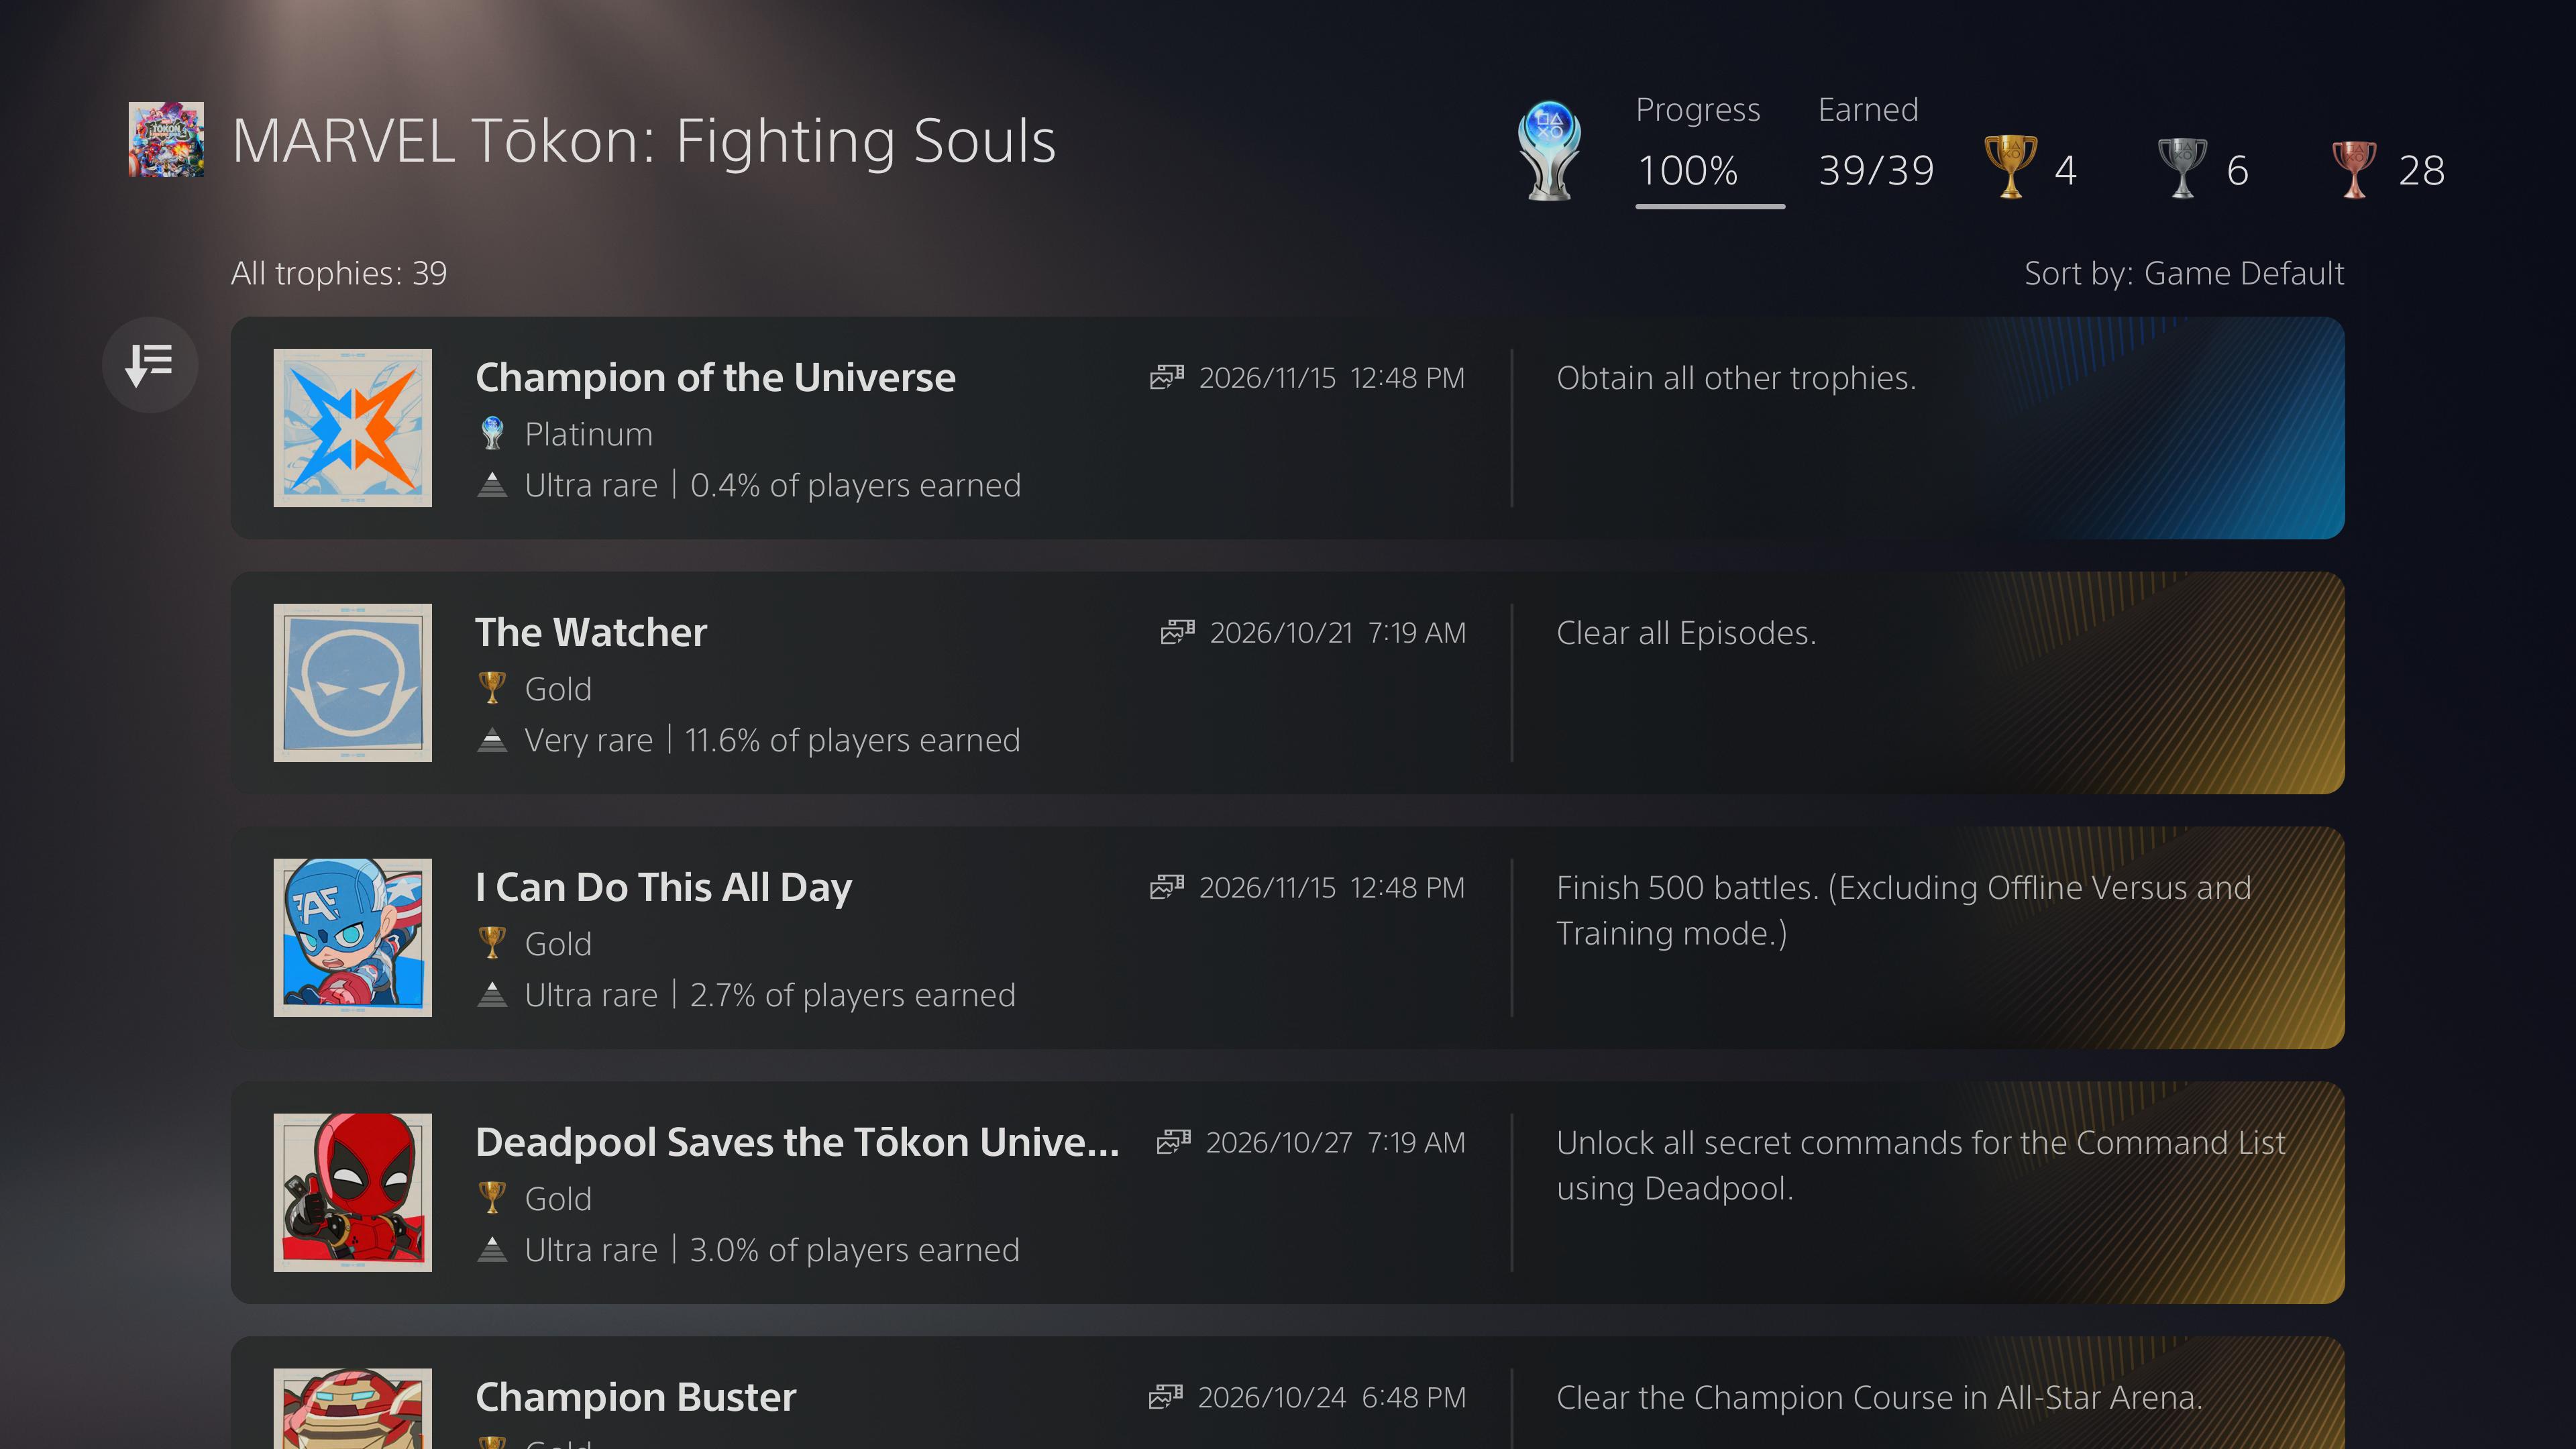 MARVEL Tōkon: Fighting Souls
Progress
100%
Earned
39/39
4
6
28
All trophies: 39
Sort by: Game Default
Champion of the Universe
2026/11/15 12:48 PM
Platinum
Ultra rare | 0.4% of players earned
Obtain all other trophies.
The Watcher
2026/10/21 7:19 AM
Gold
Very rare | 11.6% of players earned
Clear all Episodes.
I Can Do This All Day
2026/11/15 12:48 PM
Gold
Ultra rare | 2.7% of players earned
Finish 500 battles. (Excluding Offline Versus and
Training mode.)
Deadpool Saves the Tōkon Unive...
2026/10/27 7:19 AM
Gold
Ultra rare | 3.0% of players earned
Unlock all secret commands for the Command List
using Deadpool.
Champion Buster
2026/10/24 6:48 PM
Gold
Clear the Champion Course in All-Star Arena.